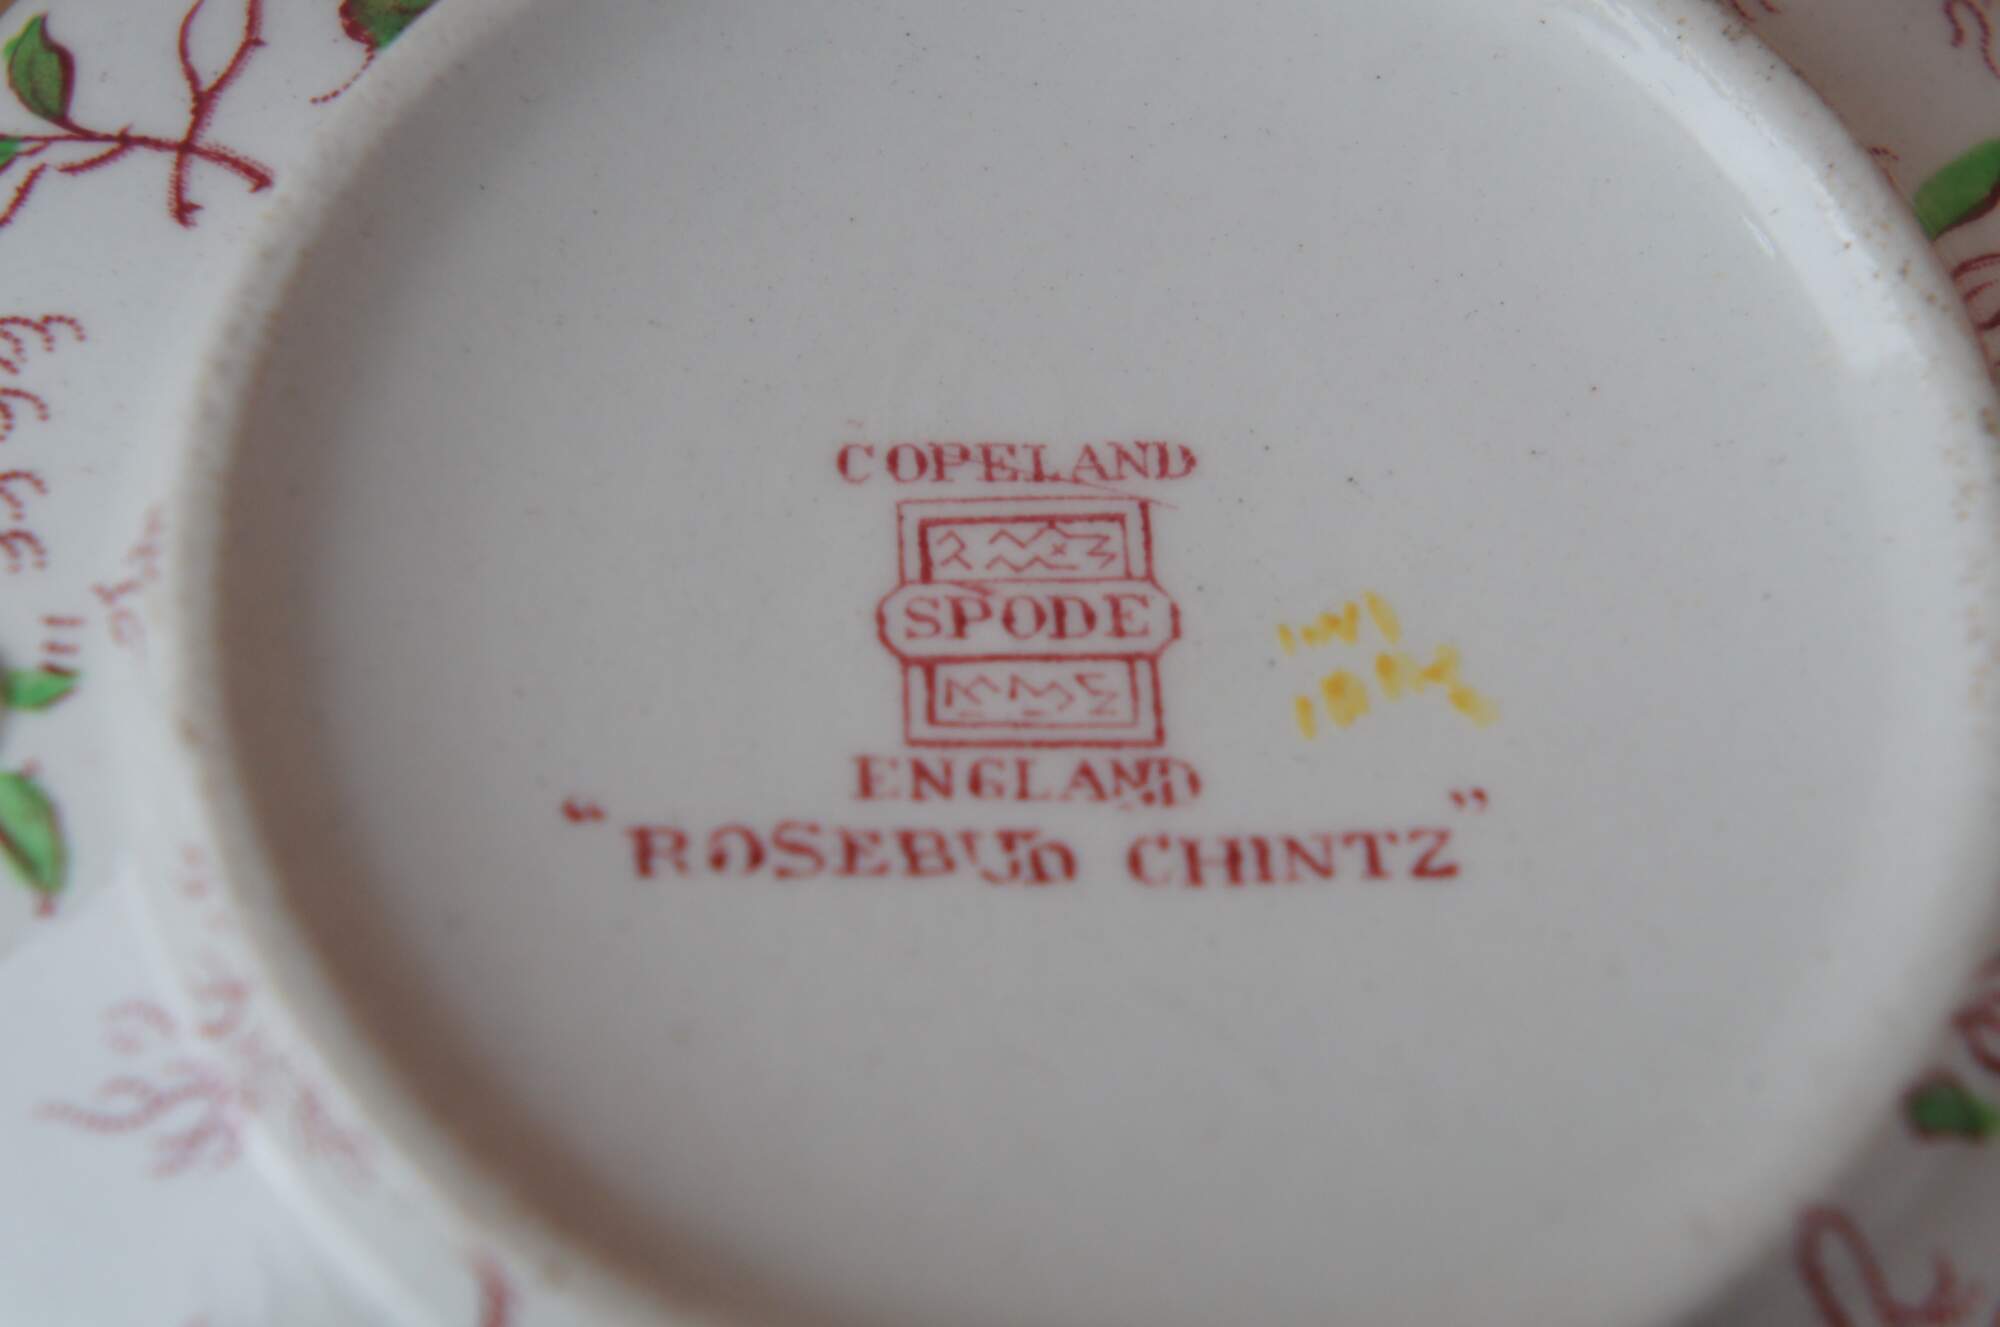 COPELAND
SPODE
ENGLAND
"ROSEBUD CHINTZ"